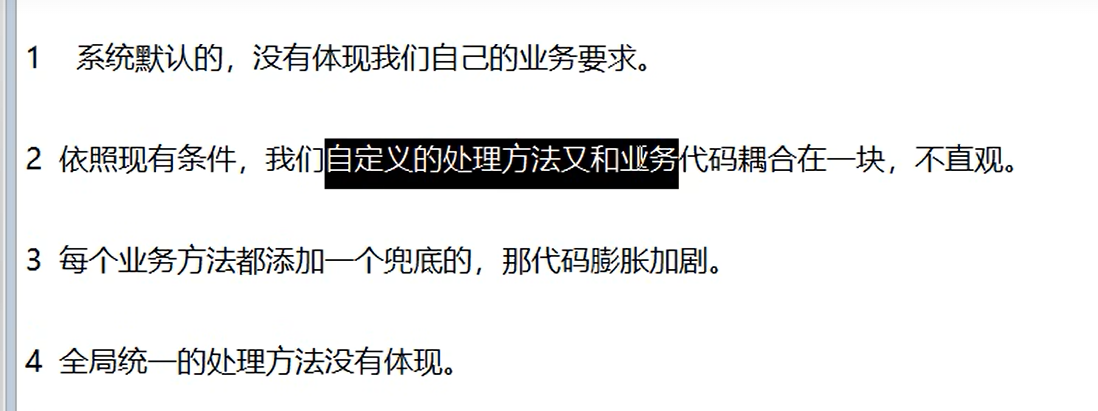 1 系统默认的，没有体现我们自己的业务要求。
2 依照现有条件，我们自定义的处理方法又和业务代码耦合在一块，不直观。
3 每个业务方法都添加一个兜底的，那代码膨胀加剧。
4 全局统一的处理方法没有体现。